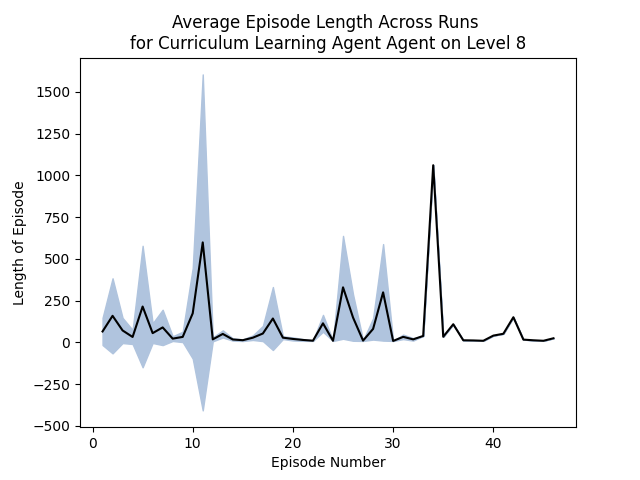 Average Episode Length Across Runs
for Curriculum Learning Agent Agent on Level 8
Length of Episode
1500
1250
1000
750
500
250
0
−250
−500
0 10 20 30 40
Episode Number